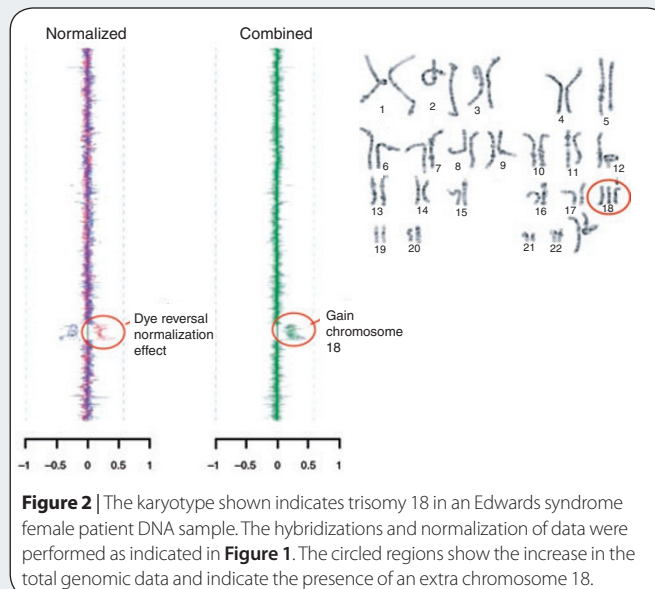 Normalized
Combined
Dye reversal
normalization
effect
Gain
chromosome
18
−1 −0.5 0 0.5 1
−1 −0.5 0 0.5 1
1 2 3 4 5
6 7 8 9 10 11 12
13 14 15 16 17 18
19 20 21 22
Figure 2 | The karyotype shown indicates trisomy 18 in an Edwards syndrome
female patient DNA sample. The hybridizations and normalization of data were
performed as indicated in Figure 1. The circled regions show the increase in the
total genomic data and indicate the presence of an extra chromosome 18.